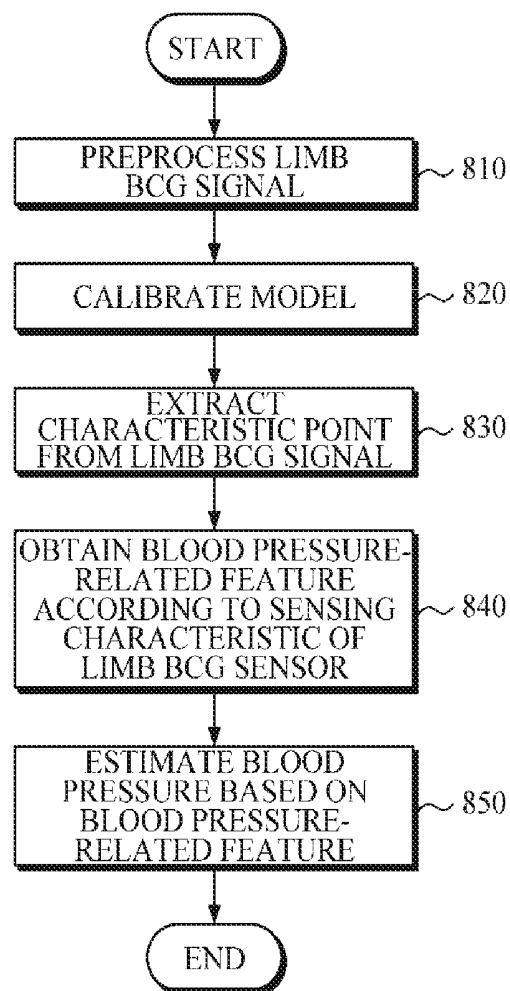 START
PREPROCESS LIMB
BCG SIGNAL
810
CALIBRATE MODEL
820
EXTRACT
CHARACTERISTIC POINT
FROM LIMB BCG SIGNAL
830
OBTAIN BLOOD PRESSURE-
RELATED FEATURE
ACCORDING TO SENSING
CHARACTERISTIC OF
LIMB BCG SENSOR
840
ESTIMATE BLOOD
PRESSURE BASED ON
BLOOD PRESSURE-
RELATED FEATURE
850
END